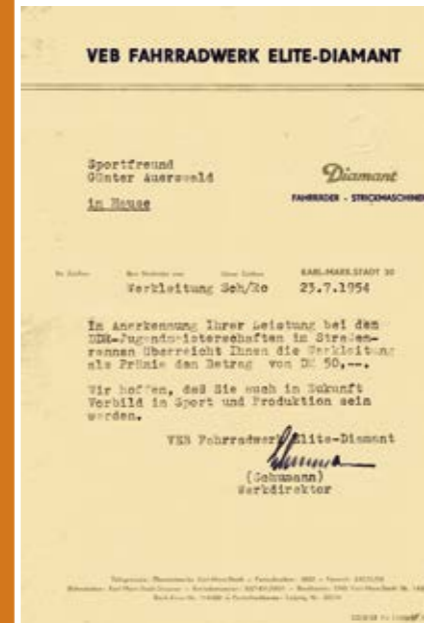 VEB FAHRRADWERK ELITE-DIAMANT
Sportfreund
Günter Auerswald
in Hause
Diamant
FAHRRÄDER - STRICKMASCHINEN
KARL-MARX-STADT 30
Werkleitung Sch/Ro 23.7.1954
In Anerkennung Ihrer Leistung bei den
DDR-Jugendmeisterschaften im Straßen-
rennen überreicht Ihnen die Werkleitung
als Prämie den Betrag von DM 50,--.
Wir hoffen, daß Sie auch in Zukunft
Vorbild in Sport und Produktion sein
werden.
VEB Fahrradwerk Elite-Diamant
(Schumann)
Werkdirektor